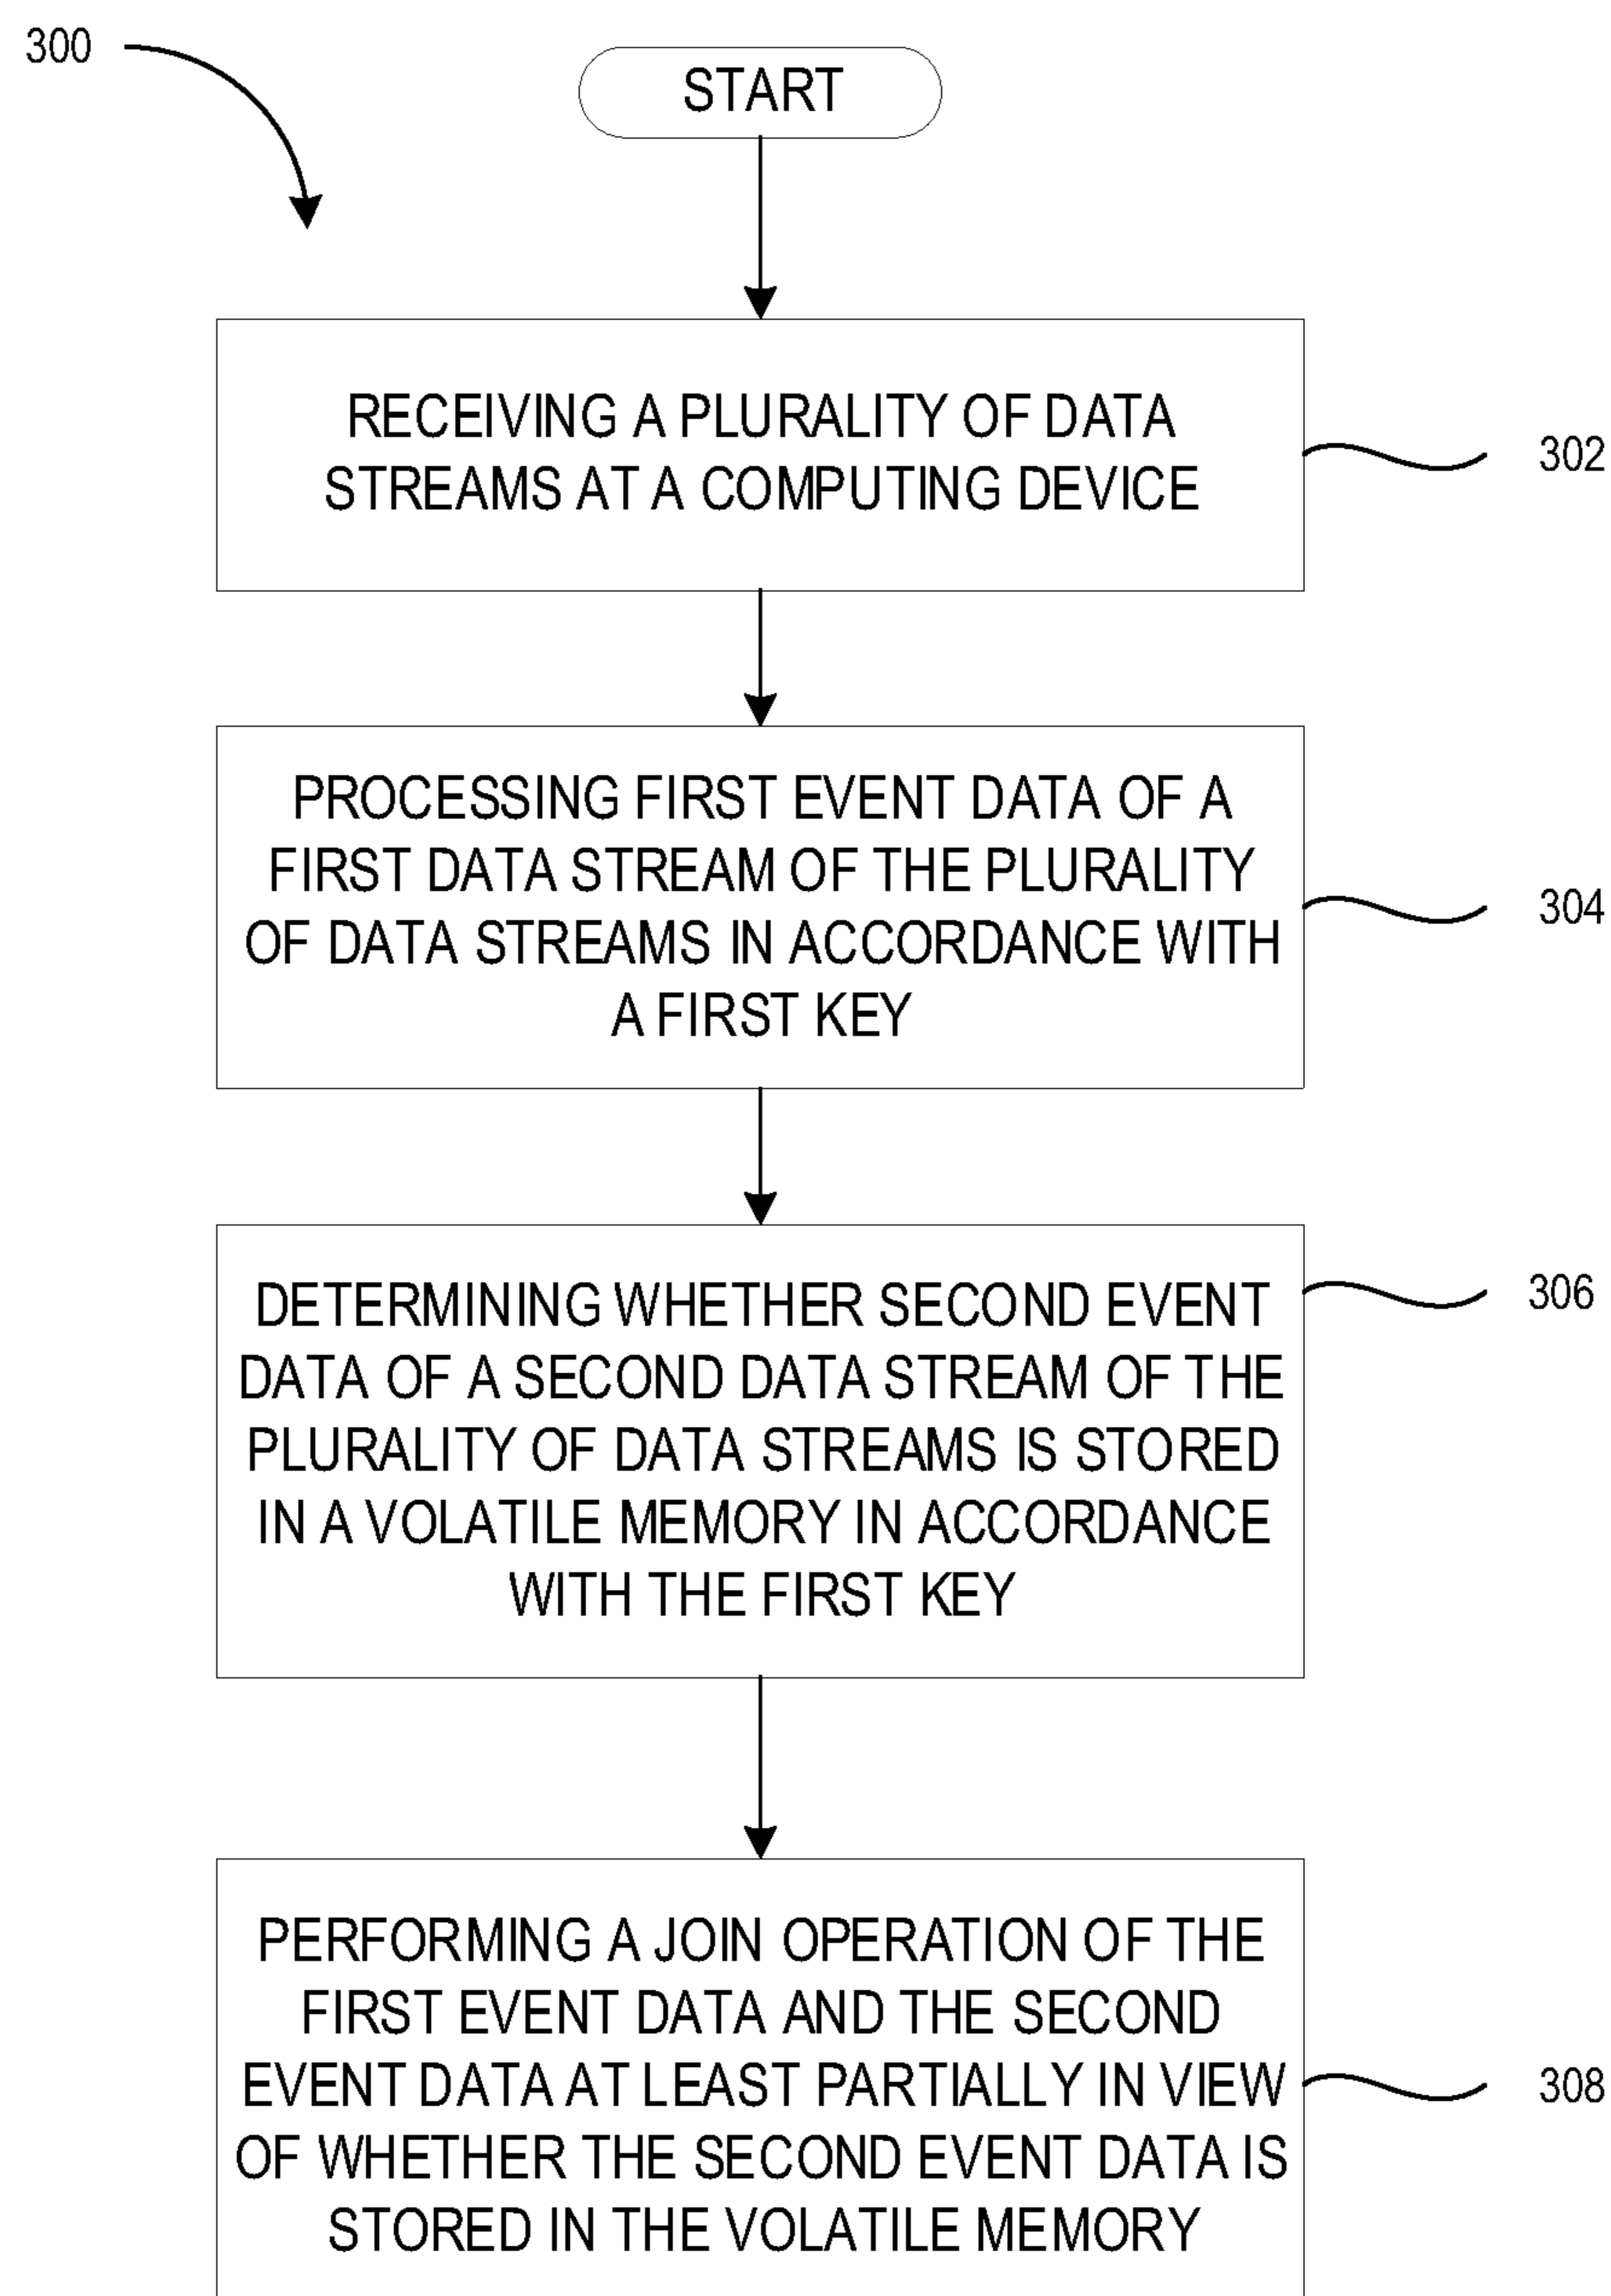 300
START
RECEIVING A PLURALITY OF DATA
STREAMS AT A COMPUTING DEVICE
302
PROCESSING FIRST EVENT DATA OF A
FIRST DATA STREAM OF THE PLURALITY
OF DATA STREAMS IN ACCORDANCE WITH
A FIRST KEY
304
DETERMINING WHETHER SECOND EVENT
DATA OF A SECOND DATA STREAM OF THE
PLURALITY OF DATA STREAMS IS STORED
IN A VOLATILE MEMORY IN ACCORDANCE
WITH THE FIRST KEY
306
PERFORMING A JOIN OPERATION OF THE
FIRST EVENT DATA AND THE SECOND
EVENT DATA AT LEAST PARTIALLY IN VIEW
OF WHETHER THE SECOND EVENT DATA IS
STORED IN THE VOLATILE MEMORY
308